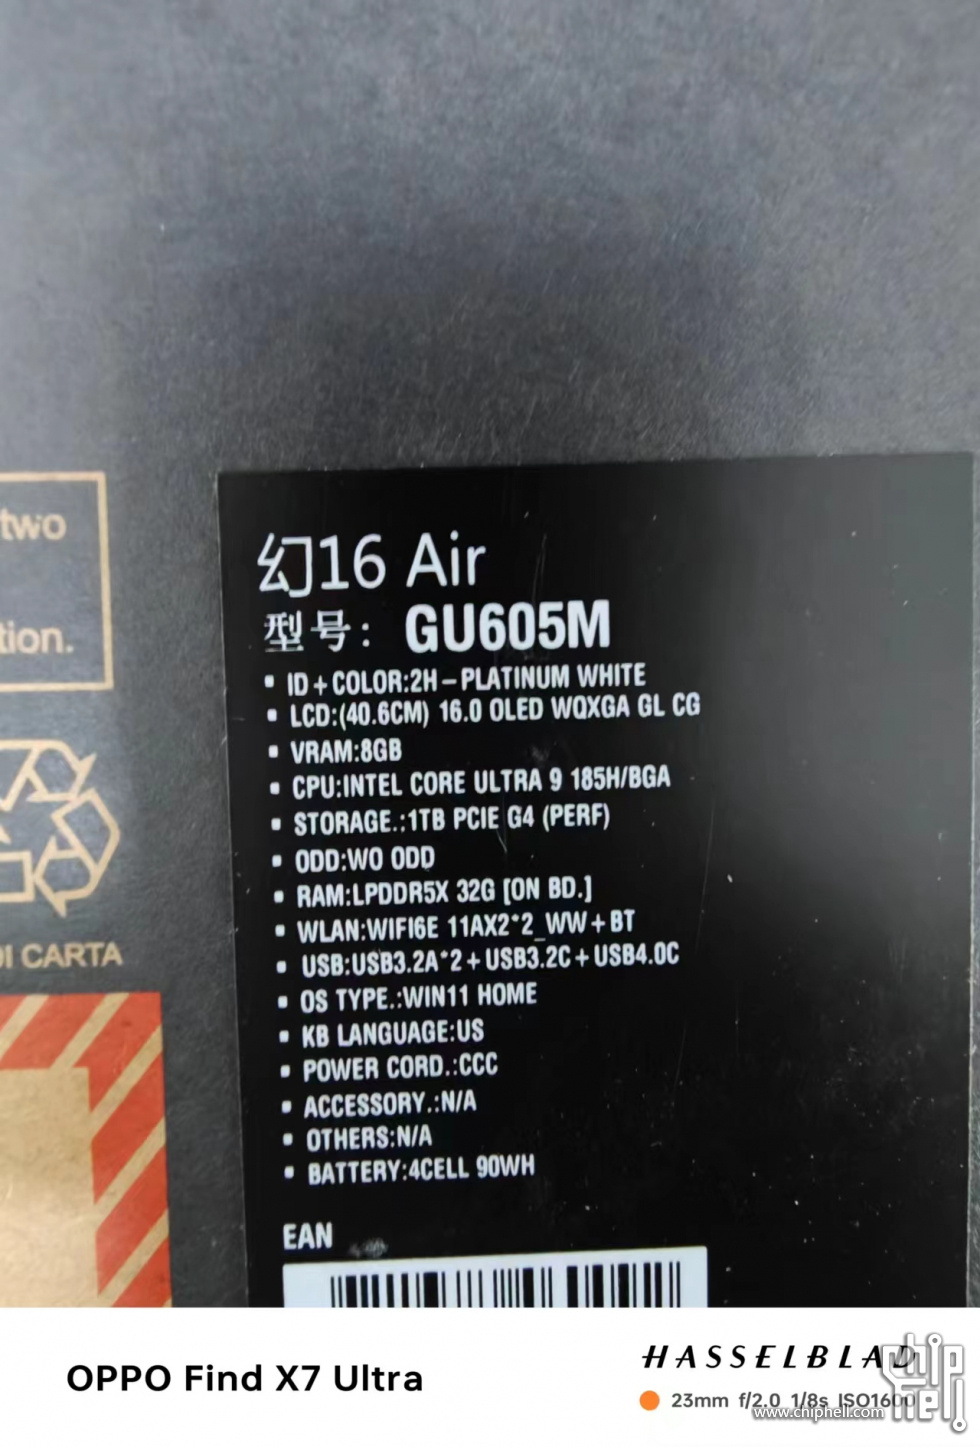 two
tion.
DI CARTA
幻16 Air
型号: GU605M
▪ ID+COLOR:2H-PLATINUM WHITE
▪ LCD:(40.6CM) 16.0 OLED WQXGA GL CG
▪ VRAM:8GB
▪ CPU:INTEL CORE ULTRA 9 185H/BGA
▪ STORAGE.:1TB PCIE G4 (PERF)
▪ ODD:WO ODD
▪ RAM:LPDDR5X 32G [ON BD.]
▪ WLAN:WIFI6E 11AX2*2_WW+BT
▪ USB:USB3.2A*2+USB3.2C+USB4.0C
▪ OS TYPE.:WIN11 HOME
▪ KB LANGUAGE:US
▪ POWER CORD.:CCC
▪ ACCESSORY.:N/A
▪ OTHERS:N/A
▪ BATTERY:4CELL 90WH
EAN
OPPO Find X7 Ultra
HASSELBLAD
23mm f/2.0 1/8s ISO1600
www.chiphell.com
chip
hell